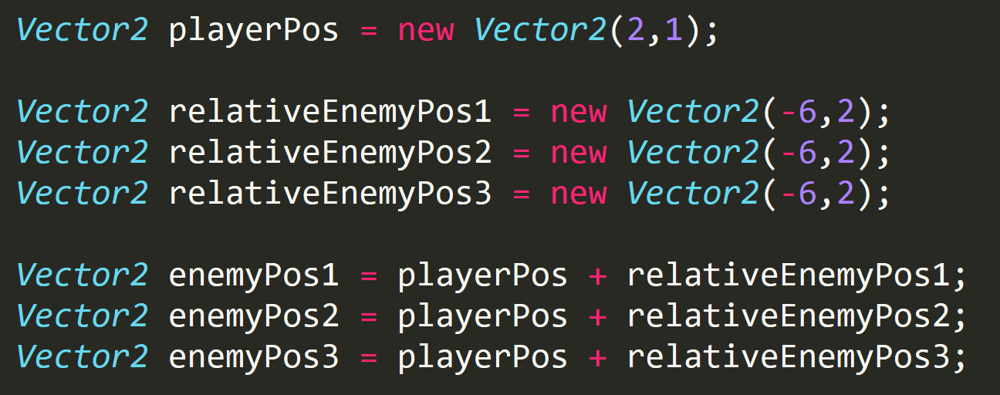 Vector2 playerPos = new Vector2(2,1);
Vector2 relativeEnemyPos1 = new Vector2(-6,2);
Vector2 relativeEnemyPos2 = new Vector2(-6,2);
Vector2 relativeEnemyPos3 = new Vector2(-6,2);
Vector2 enemyPos1 = playerPos + relativeEnemyPos1;
Vector2 enemyPos2 = playerPos + relativeEnemyPos2;
Vector2 enemyPos3 = playerPos + relativeEnemyPos3;